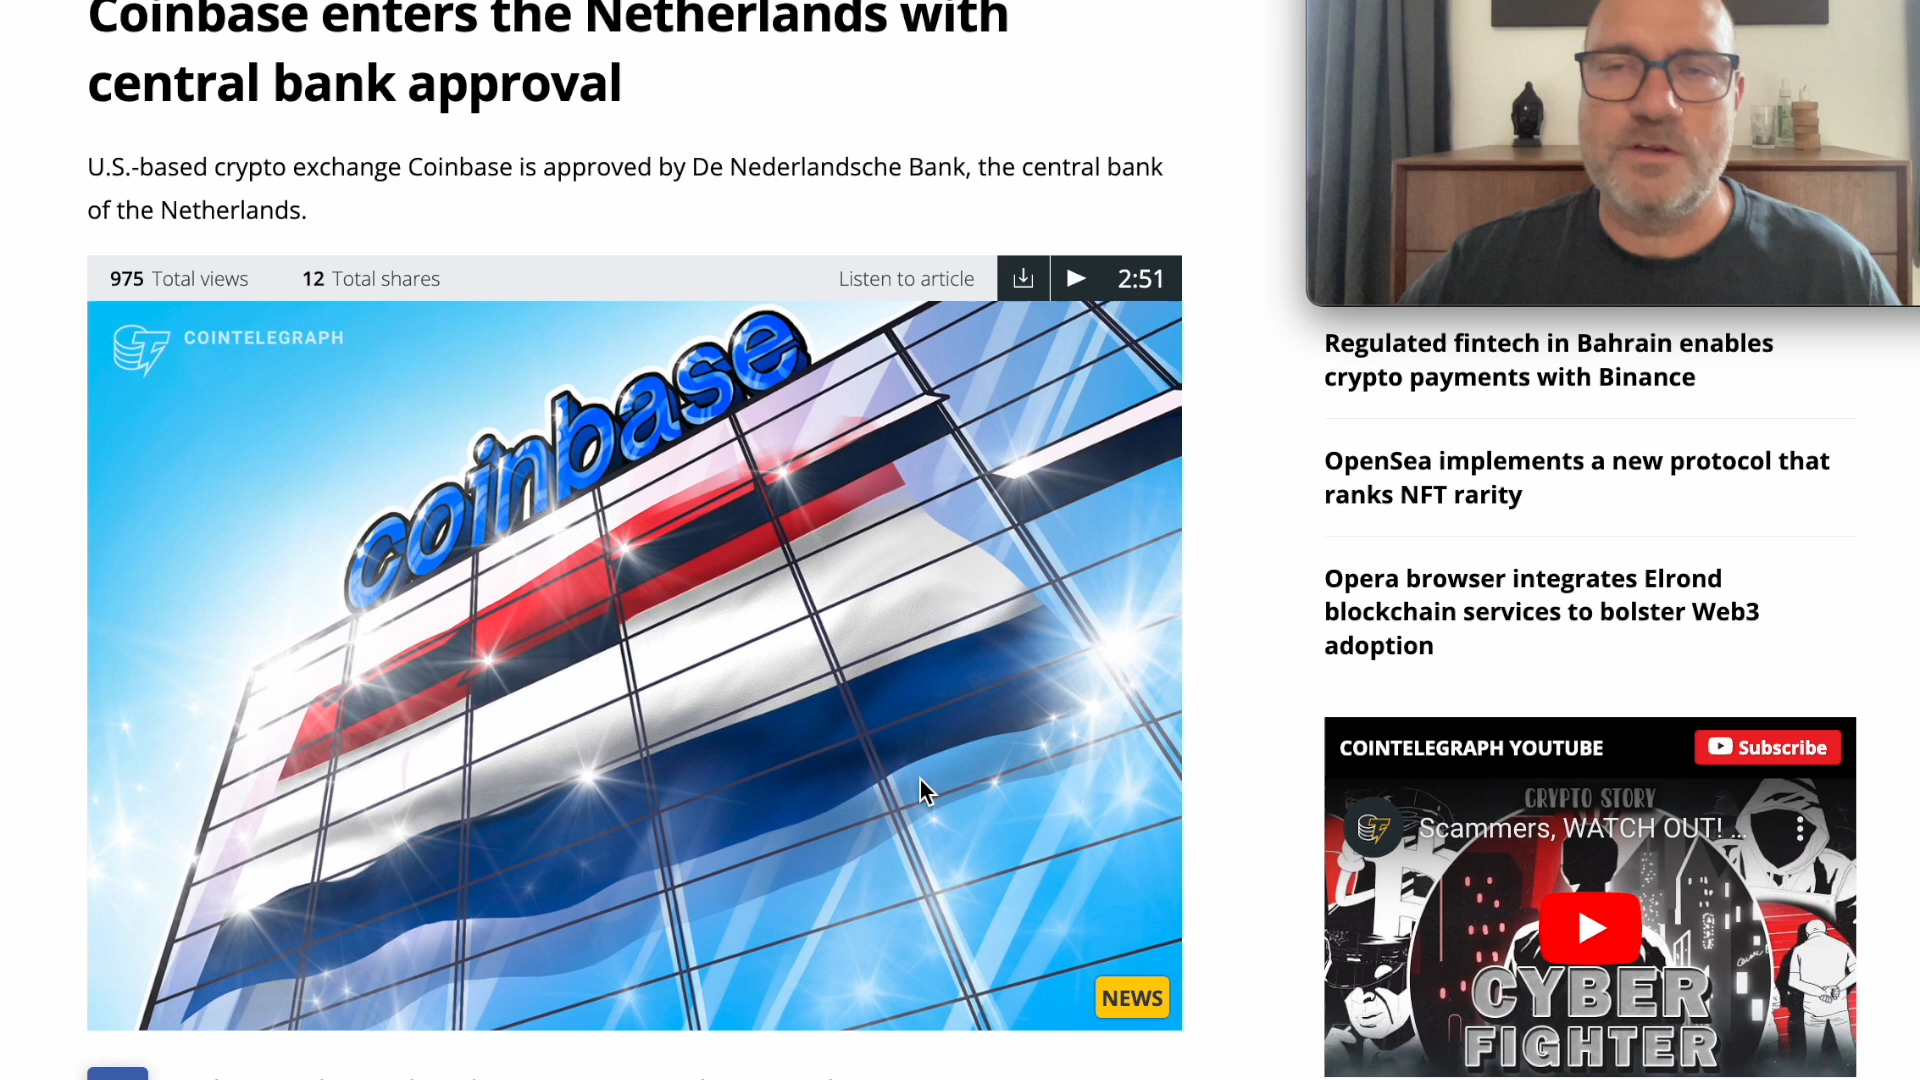 Coinbase enters the Netherlands with
central bank approval
U.S.-based crypto exchange Coinbase is approved by De Nederlandsche Bank, the central bank
of the Netherlands.
975 Total views 12 Total shares Listen to article 2:51
COINTELEGRAPH
coinbase
NEWS
Regulated fintech in Bahrain enables
crypto payments with Binance
OpenSea implements a new protocol that
ranks NFT rarity
Opera browser integrates Elrond
blockchain services to bolster Web3
adoption
COINTELEGRAPH YOUTUBE Subscribe
CRYPTO STORY
Scammers, WATCH OUT! ...
CYBER
FIGHTER